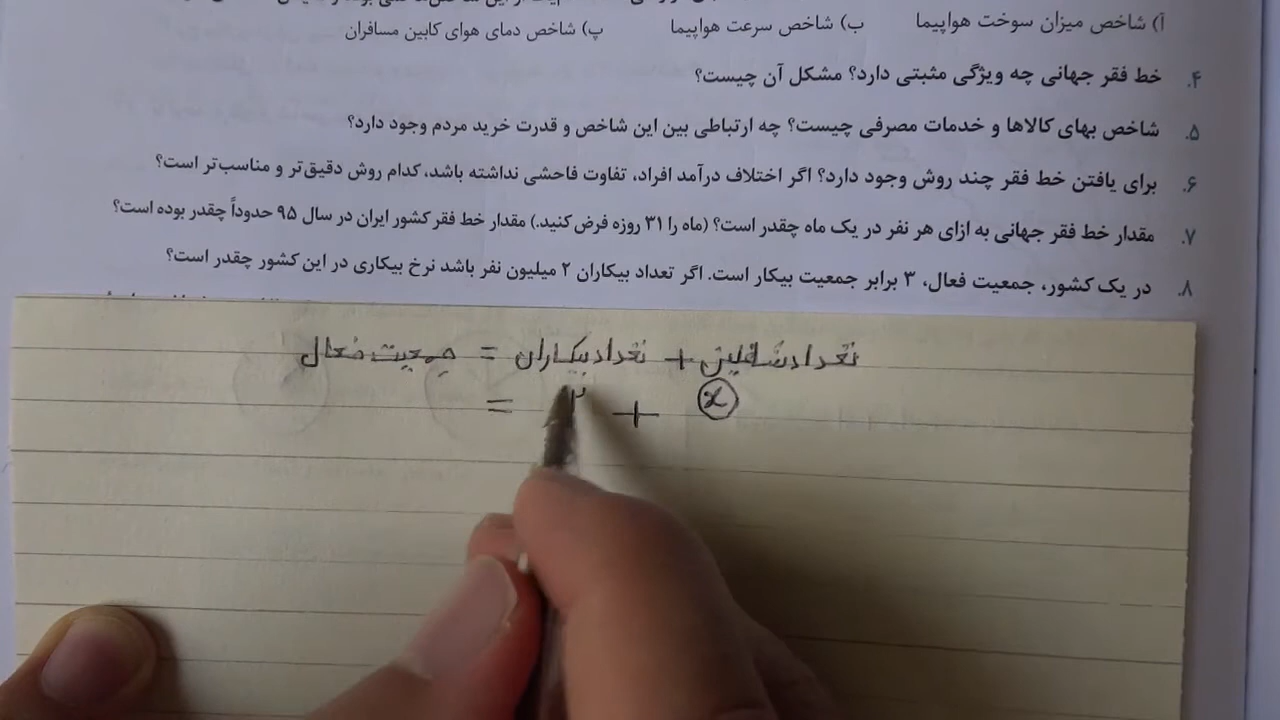 آ) شاخص میزان سوخت هواپیما ب) شاخص سرعت هواپیما پ) شاخص دمای هوای کابین مسافران
۴. خط فقر جهانی چه ویژگی مثبتی دارد؟ مشکل آن چیست؟
۵. شاخص بهای کالاها و خدمات مصرفی چیست؟ چه ارتباطی بین این شاخص و قدرت خرید مردم وجود دارد؟
۶. برای یافتن خط فقر چند روش وجود دارد؟ اگر اختلاف درآمد افراد، تفاوت فاحشی نداشته باشد، کدام روش دقیق‌تر و مناسب‌تر است؟
۷. مقدار خط فقر جهانی به ازای هر نفر در یک ماه چقدر است؟ (ماه را ۳۱ روزه فرض کنید.) مقدار خط فقر کشور ایران در سال ۹۵ حدوداً چقدر بوده است؟
۸. در یک کشور، جمعیت فعال، ۳ برابر جمعیت بیکار است. اگر تعداد بیکاران ۲ میلیون نفر باشد نرخ بیکاری در این کشور چقدر است؟
تعداد شاغلین + تعداد بیکاران = جمعیت فعال
x + ۲ =